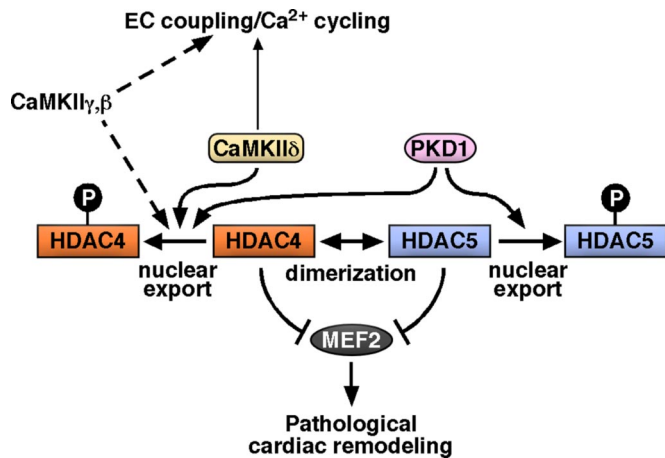 EC coupling/Ca²⁺ cycling
CaMKIIγ,β
CaMKIIδ
PKD1
P
P
HDAC4
HDAC4
HDAC5
HDAC5
nuclear
export
dimerization
nuclear
export
MEF2
Pathological
cardiac remodeling